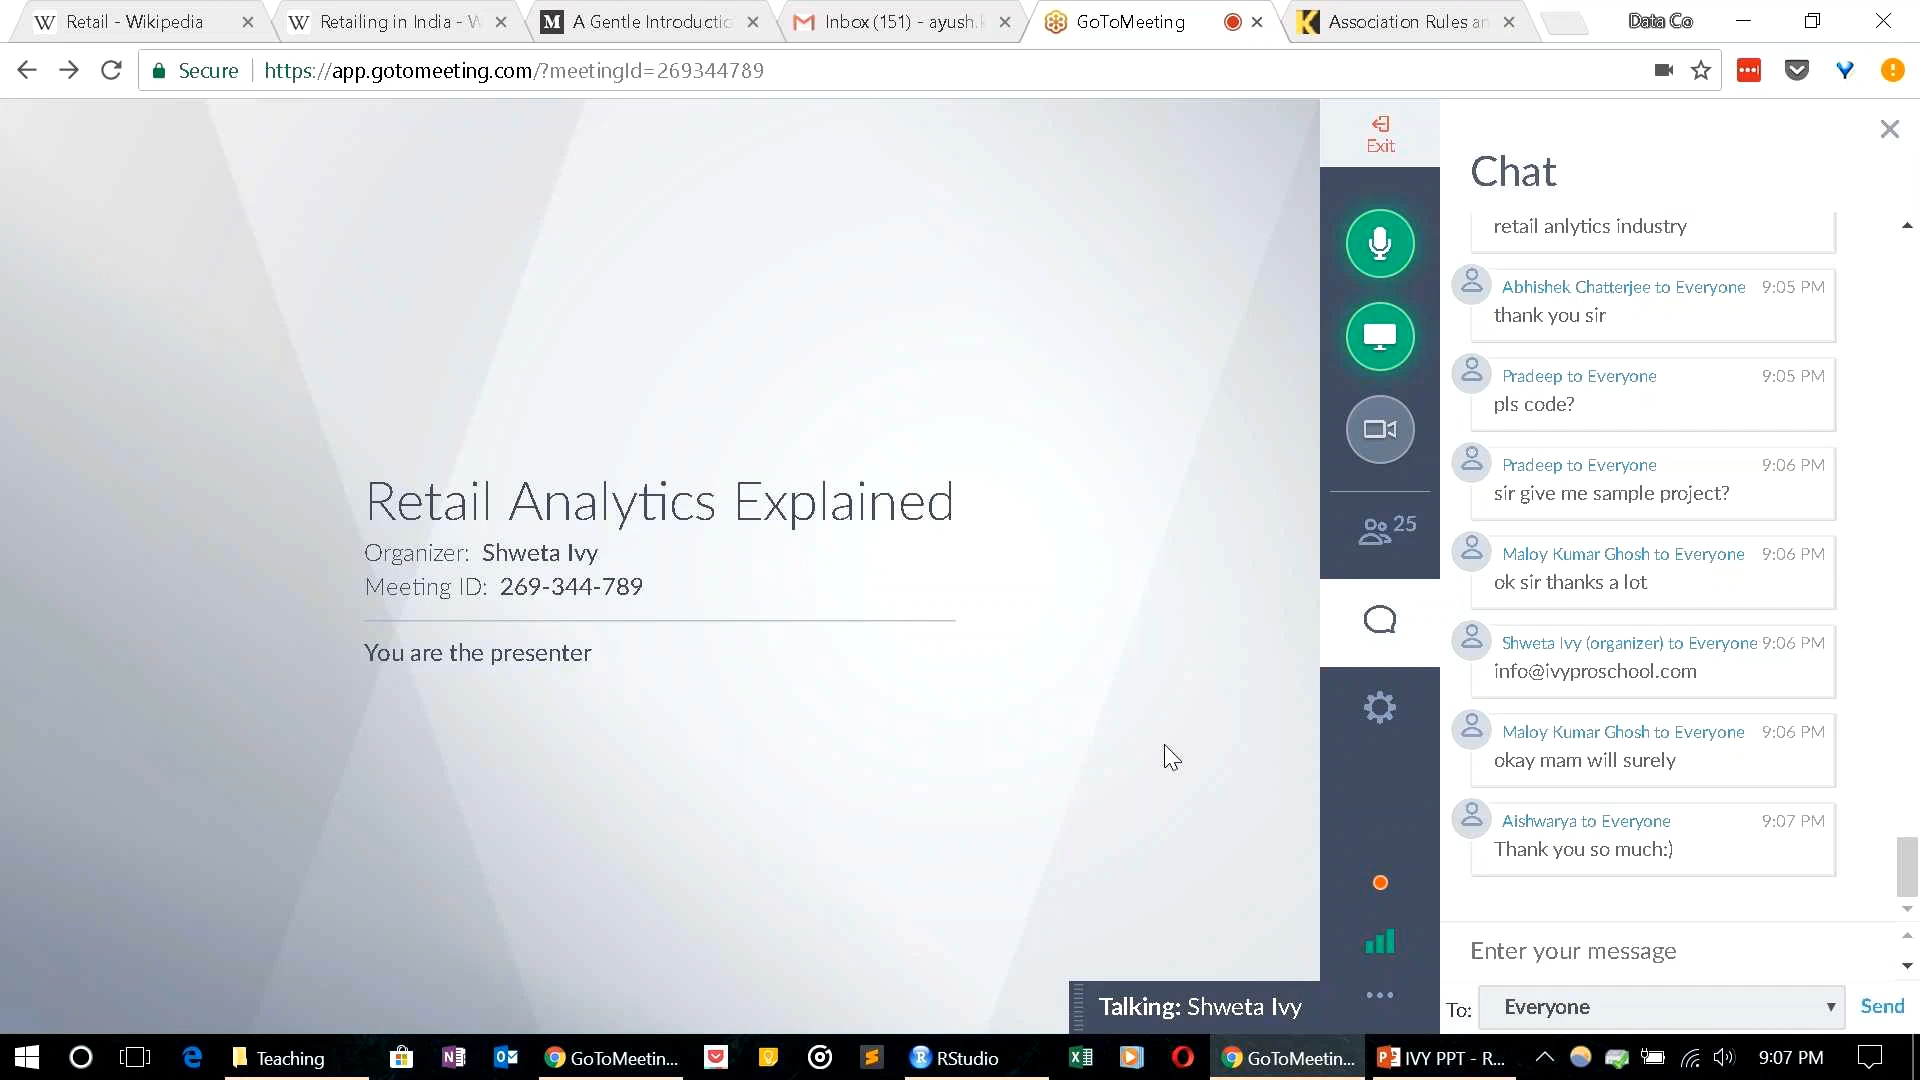 Retail - Wikipedia
Retailing in India - W
A Gentle Introductio
Inbox (151) - ayush.k
GoToMeeting
Association Rules an
Data Co
Secure
https://app.gotomeeting.com/?meetingId=269344789
Exit
Chat
retail anlytics industry
Abhishek Chatterjee to Everyone 9:05 PM
thank you sir
Pradeep to Everyone 9:05 PM
pls code?
Pradeep to Everyone 9:06 PM
sir give me sample project?
Maloy Kumar Ghosh to Everyone 9:06 PM
ok sir thanks a lot
Shweta Ivy (organizer) to Everyone 9:06 PM
info@ivyproschool.com
Maloy Kumar Ghosh to Everyone 9:06 PM
okay mam will surely
Aishwarya to Everyone 9:07 PM
Thank you so much:)
Retail Analytics Explained
Organizer: Shweta Ivy
Meeting ID: 269-344-789
You are the presenter
25
Enter your message
Talking: Shweta Ivy
To: Everyone
Send
Teaching
GoToMeetin...
RStudio
GoToMeetin...
IVY PPT - R...
9:07 PM